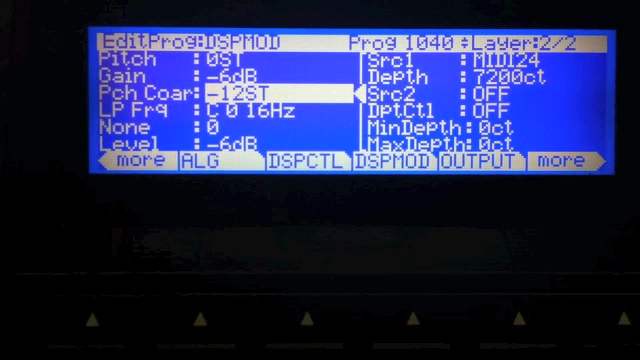 EditProg:DSPMOD Prog 1040 Layer:2/2
Pitch : 0ST Src1 : MIDI24
Gain : -6dB Depth : 7200ct
Pch Coar: -12ST Src2 : OFF
LP Frq : C 0 16Hz DptCtl : OFF
None : 0 MinDepth : 0ct
Level : -6dB MaxDepth: 0ct
more ALG DSPCTL DSPMOD OUTPUT more